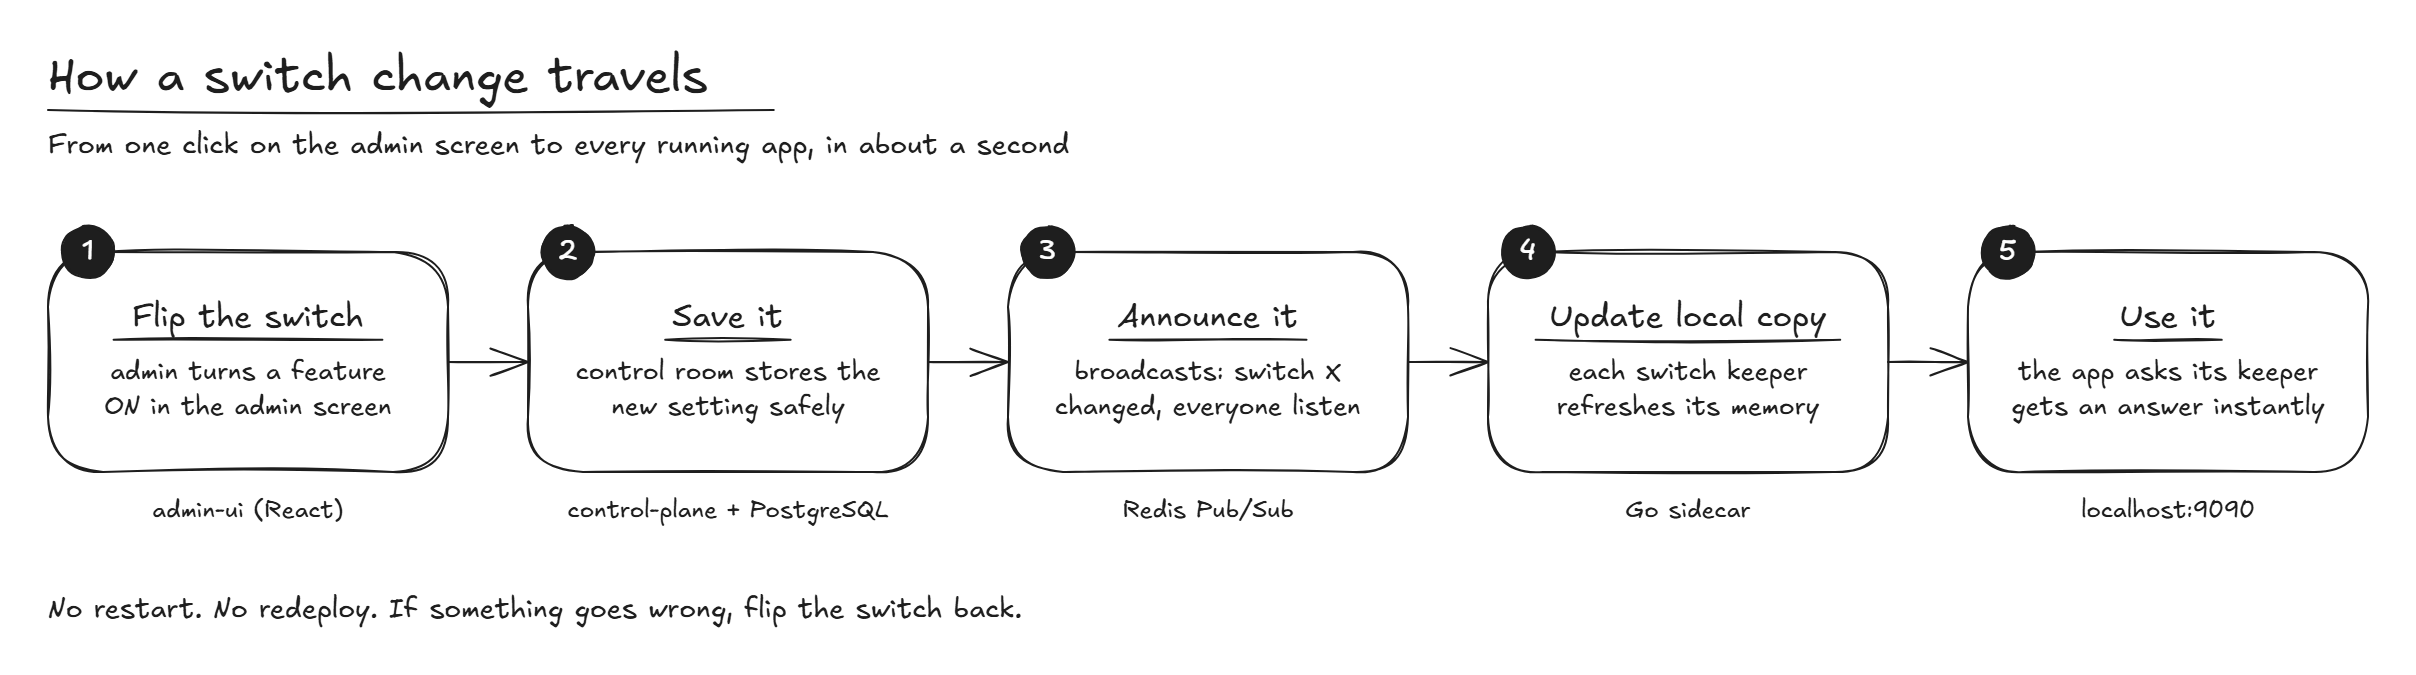 How a switch change travels
From one click on the admin screen to every running app, in about a second
1
Flip the switch
admin turns a feature
ON in the admin screen
admin-ui (React)
2
Save it
control room stores the
new setting safely
control-plane + PostgreSQL
3
Announce it
broadcasts: switch X
changed, everyone listen
Redis Pub/Sub
4
Update local copy
each switch keeper
refreshes its memory
Go sidecar
5
Use it
the app asks its keeper
gets an answer instantly
localhost:9090
No restart. No redeploy. If something goes wrong, flip the switch back.